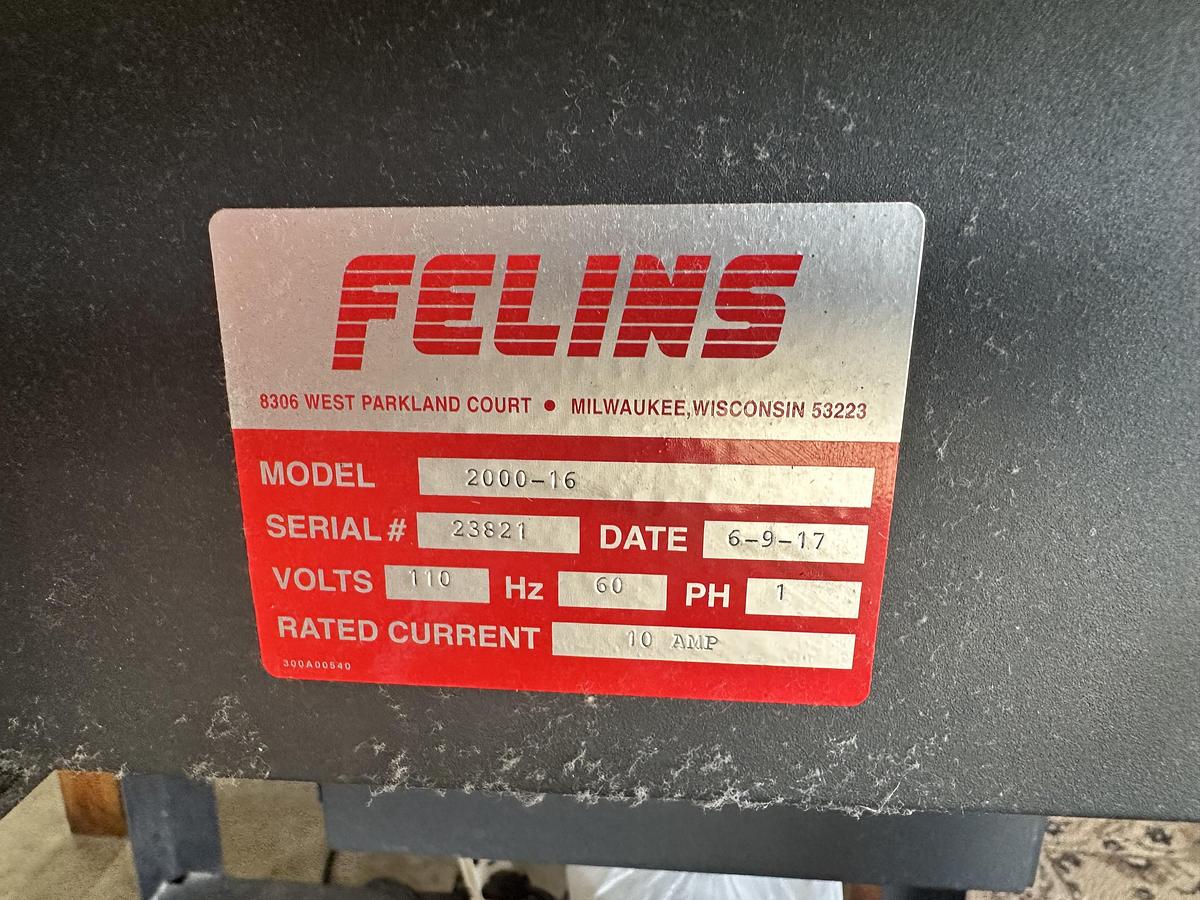 FELINS
8306 WEST PARKLAND COURT • MILWAUKEE, WISCONSIN 53223
MODEL 2000-16
SERIAL # 23821 DATE 6-9-17
VOLTS 110 Hz 60 PH 1
RATED CURRENT 10 AMP
300A00540